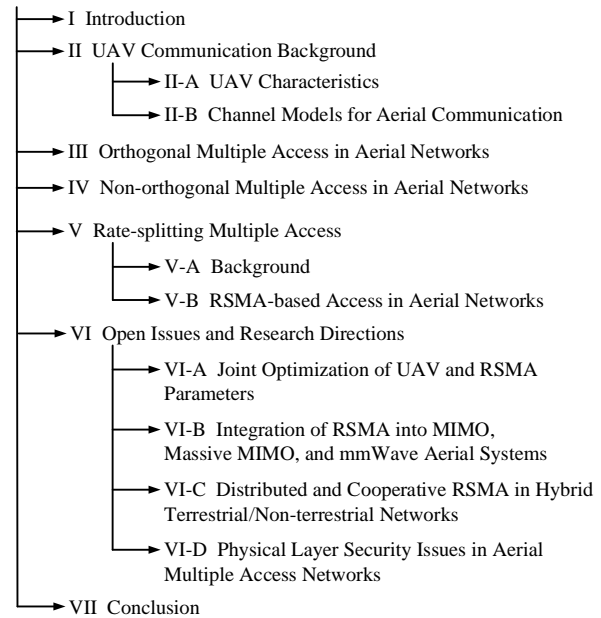 I Introduction
II UAV Communication Background
II-A UAV Characteristics
II-B Channel Models for Aerial Communication
III Orthogonal Multiple Access in Aerial Networks
IV Non-orthogonal Multiple Access in Aerial Networks
V Rate-splitting Multiple Access
V-A Background
V-B RSMA-based Access in Aerial Networks
VI Open Issues and Research Directions
VI-A Joint Optimization of UAV and RSMA
Parameters
VI-B Integration of RSMA into MIMO,
Massive MIMO, and mmWave Aerial Systems
VI-C Distributed and Cooperative RSMA in Hybrid
Terrestrial/Non-terrestrial Networks
VI-D Physical Layer Security Issues in Aerial
Multiple Access Networks
VII Conclusion